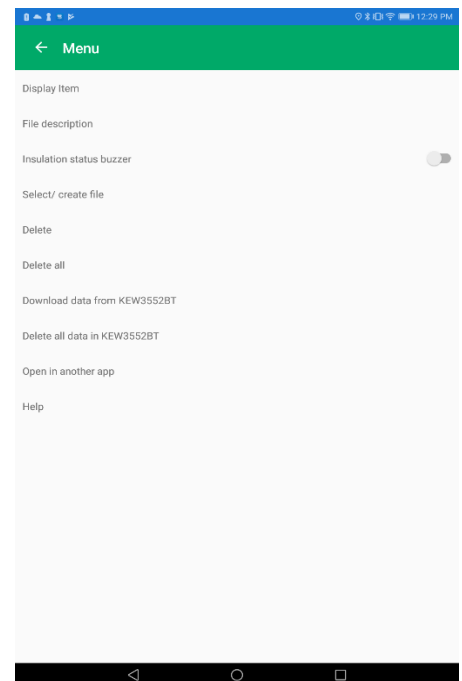 12:29 PM
Menu
Display Item
File description
Insulation status buzzer
Select/ create file
Delete
Delete all
Download data from KEW3552BT
Delete all data in KEW3552BT
Open in another app
Help